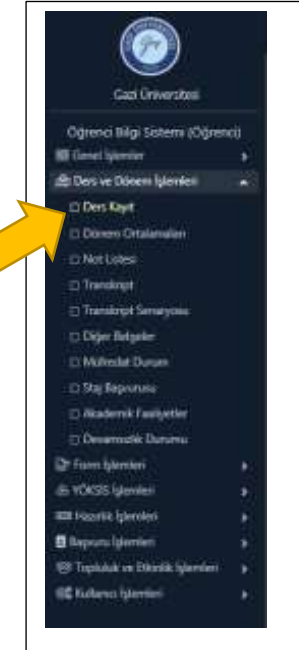 Gazi Üniversitesi
Öğrenci Bilgi Sistemi (Öğrenci)
Genel İşlemler
Ders ve Dönem İşlemleri
Ders Kayıt
Dönem Ortalamaları
Not Listesi
Transkript
Transkript Senaryosu
Diğer Belgeler
Müfredat Durum
Staj Başvurusu
Akademik Faaliyetler
Devamsızlık Durumu
Form İşlemleri
YÖKSİS İşlemleri
Hazırlık İşlemleri
Başvuru İşlemleri
Topluluk ve Etkinlik İşlemleri
Kullanıcı İşlemleri